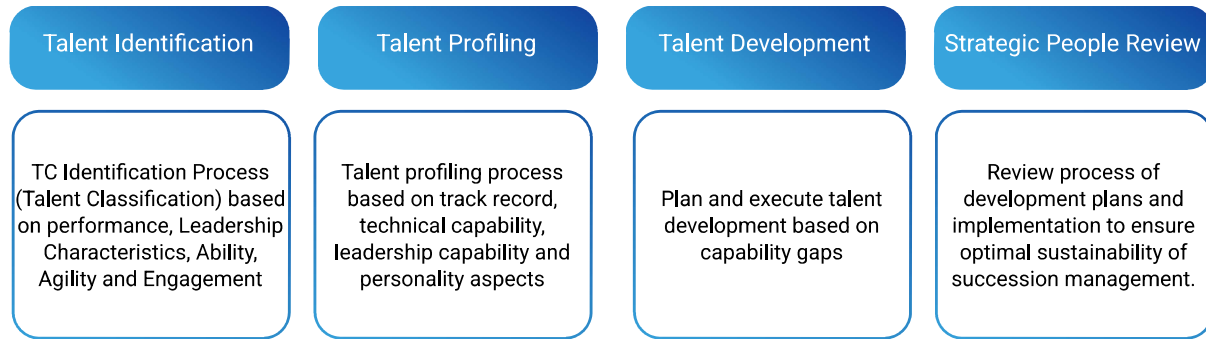 Talent Identification
Talent Profiling
Talent Development
Strategic People Review
TC Identification Process
(Talent Classification) based
on performance, Leadership
Characteristics, Ability,
Agility and Engagement
Talent profiling process
based on track record,
technical capability,
leadership capability and
personality aspects
Plan and execute talent
development based on
capability gaps
Review process of
development plans and
implementation to ensure
optimal sustainability of
succession management.